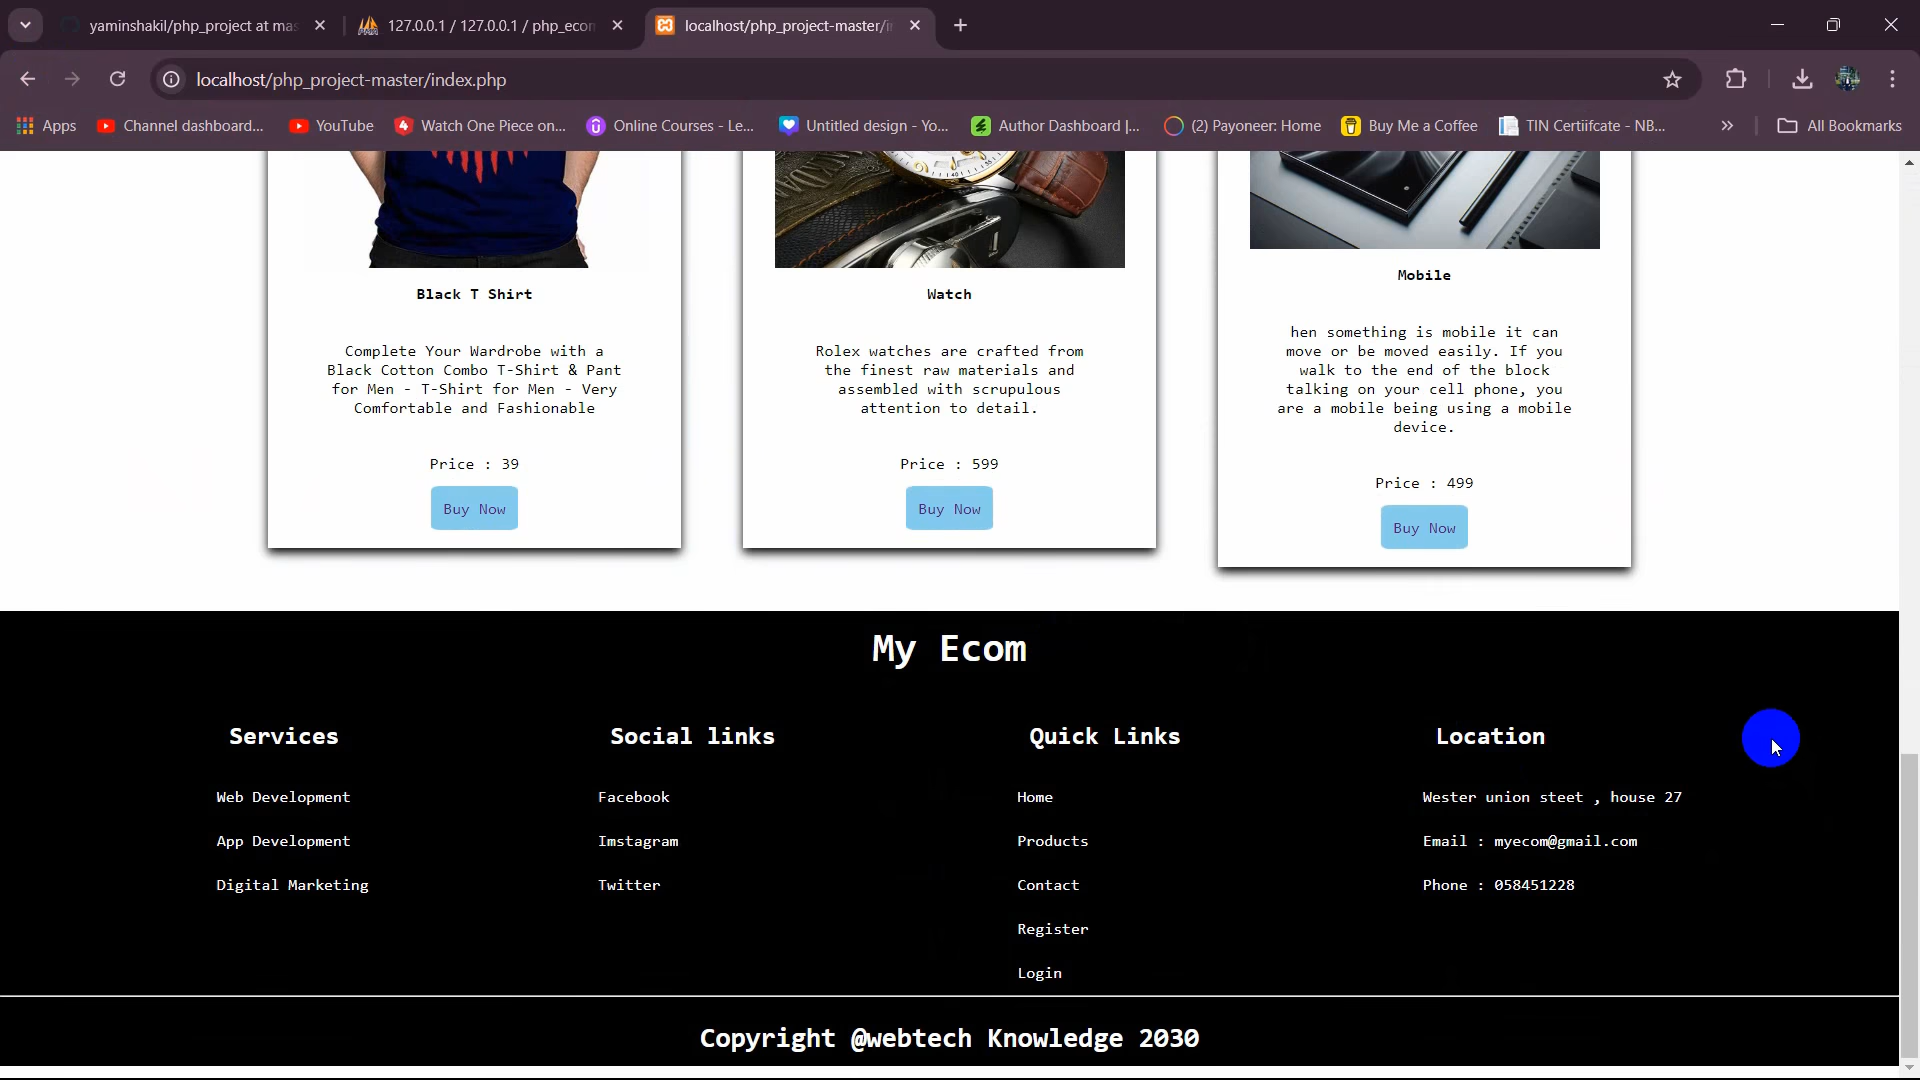 yaminshakil/php_project at mas
127.0.0.1 / 127.0.0.1 / php_econ
localhost/php_project-master/in
localhost/php_project-master/index.php
Apps
Channel dashboard...
YouTube
Watch One Piece on...
Online Courses - Le...
Untitled design - Yo...
Author Dashboard |...
(2) Payoneer: Home
Buy Me a Coffee
TIN Certiifcate - NB...
All Bookmarks
Black T Shirt
Complete Your Wardrobe with a
Black Cotton Combo T-Shirt & Pant
for Men - T-Shirt for Men - Very
Comfortable and Fashionable
Price : 39
Buy Now
Watch
Rolex watches are crafted from
the finest raw materials and
assembled with scrupulous
attention to detail.
Price : 599
Buy Now
Mobile
hen something is mobile it can
move or be moved easily. If you
walk to the end of the block
talking on your cell phone, you
are a mobile being using a mobile
device.
Price : 499
Buy Now
My Ecom
Services
Web Development
App Development
Digital Marketing
Social links
Facebook
Imstagram
Twitter
Quick Links
Home
Products
Contact
Register
Login
Location
Wester union steet , house 27
Email : myecom@gmail.com
Phone : 058451228
Copyright @webtech Knowledge 2030